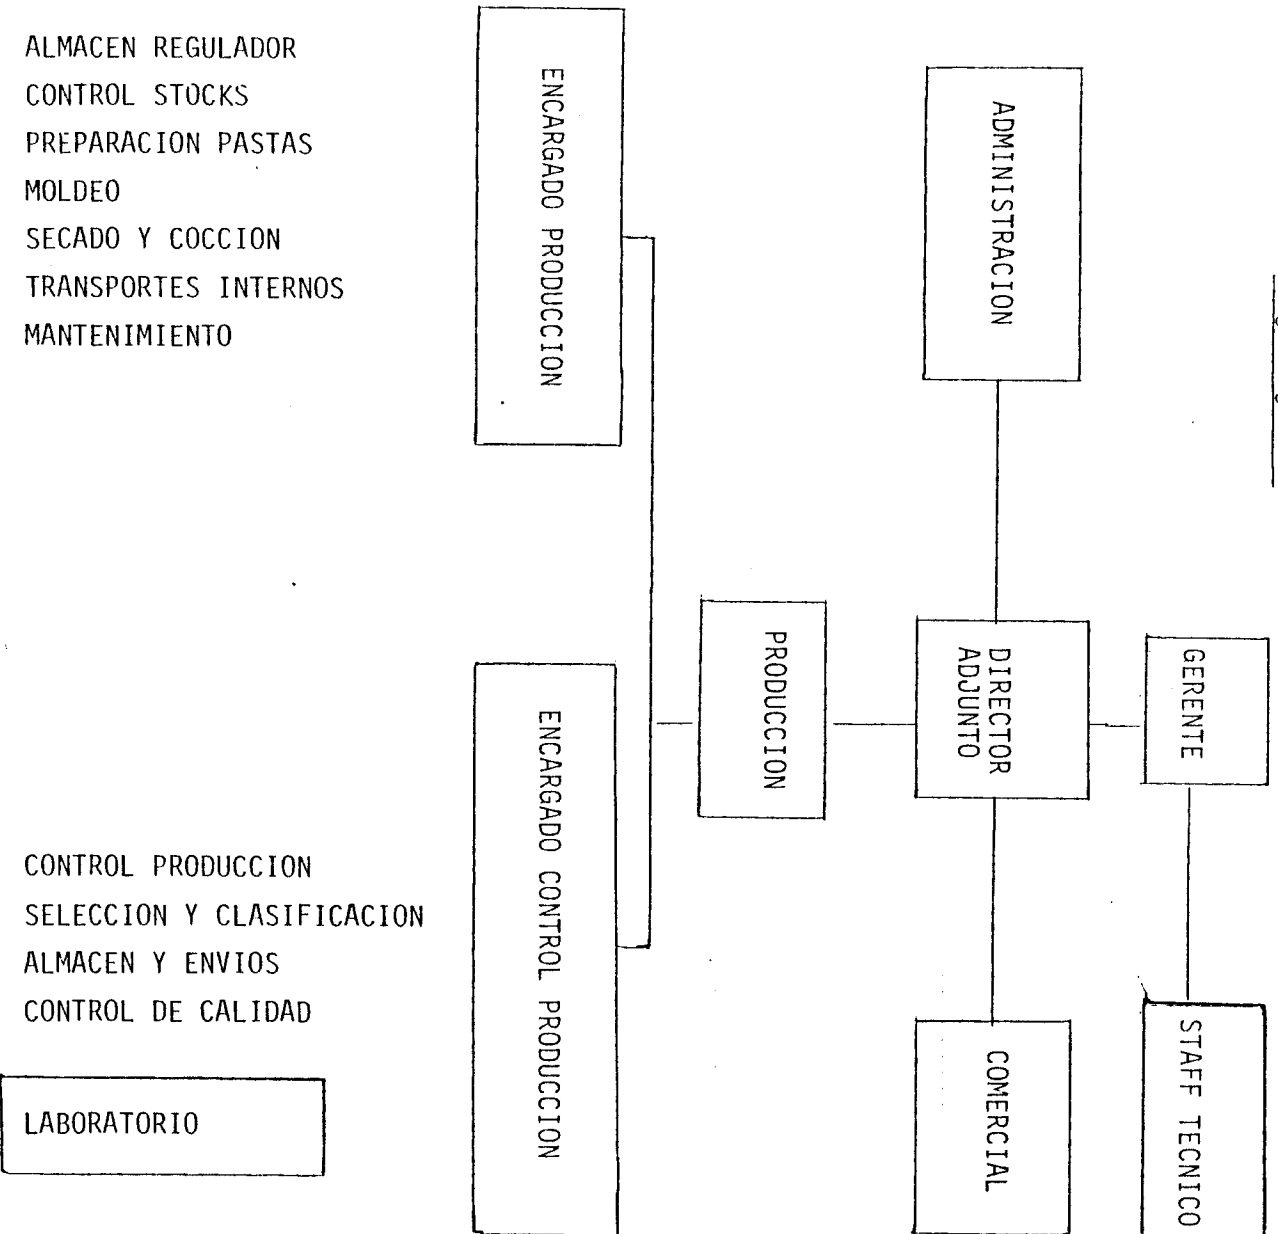 ALMACEN REGULADOR
CONTROL STOCKS
PREPARACION PASTAS
MOLDEO
SECADO Y COCCION
TRANSPORTES INTERNOS
MANTENIMIENTO
ENCARGADO PRODUCCION
ADMINISTRACION
PRODUCCION
DIRECTOR
ADJUNTO
GERENTE
CONTROL PRODUCCION
SELECCION Y CLASIFICACION
ALMACEN Y ENVIOS
CONTROL DE CALIDAD
LABORATORIO
ENCARGADO CONTROL PRODUCCION
COMERCIAL
STAFF TECNICO